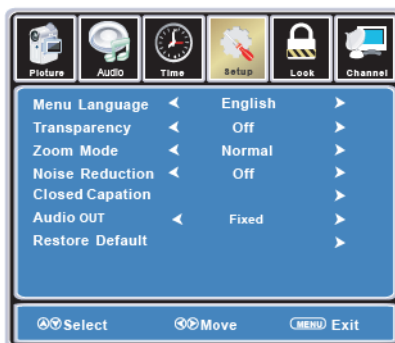 Picture Audio Time Setup Lock Channel
Menu Language English
Transparency Off
Zoom Mode Normal
Noise Reduction Off
Closed Capation
Audio OUT Fixed
Restore Default
Select Move MENU Exit